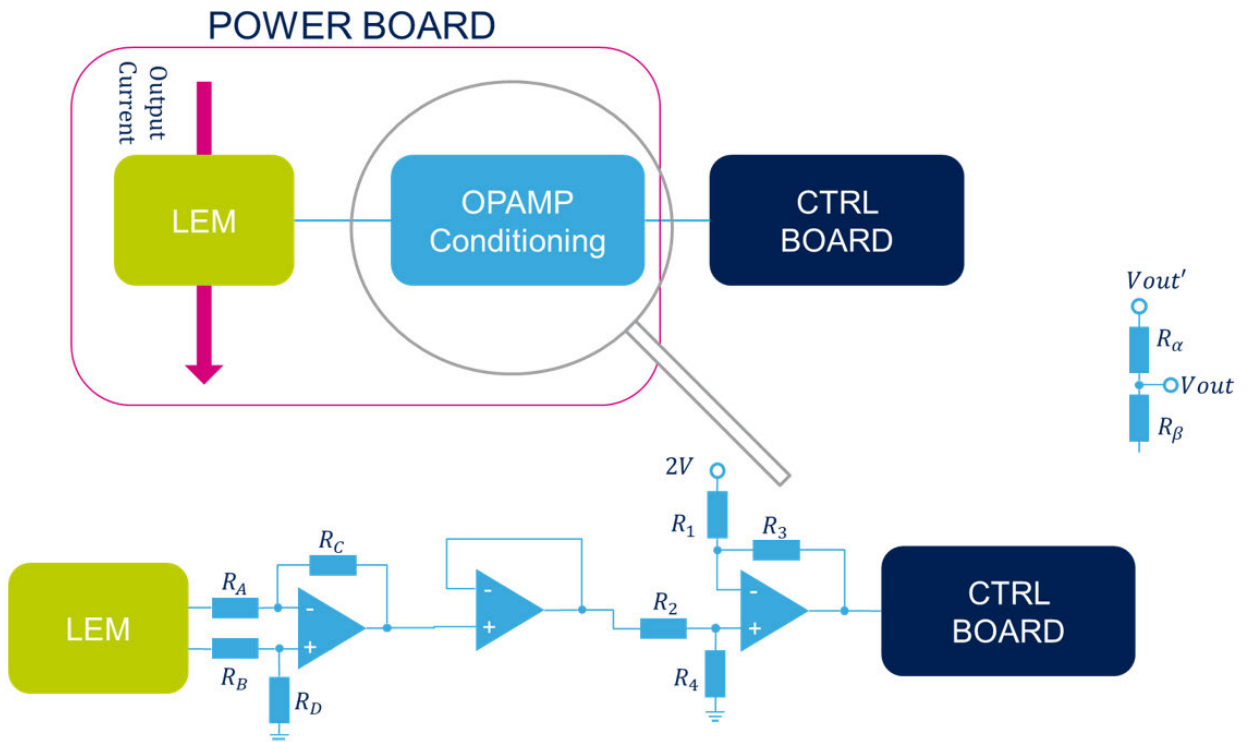 POWER BOARD
Output
Current
LEM
OPAMP
Conditioning
CTRL
BOARD
Vout'
Rα
Vout
Rβ
2V
R1
R3
RC
RA
-
+
RB
RD
LEM
-
+
R2
R4
-
+
CTRL
BOARD